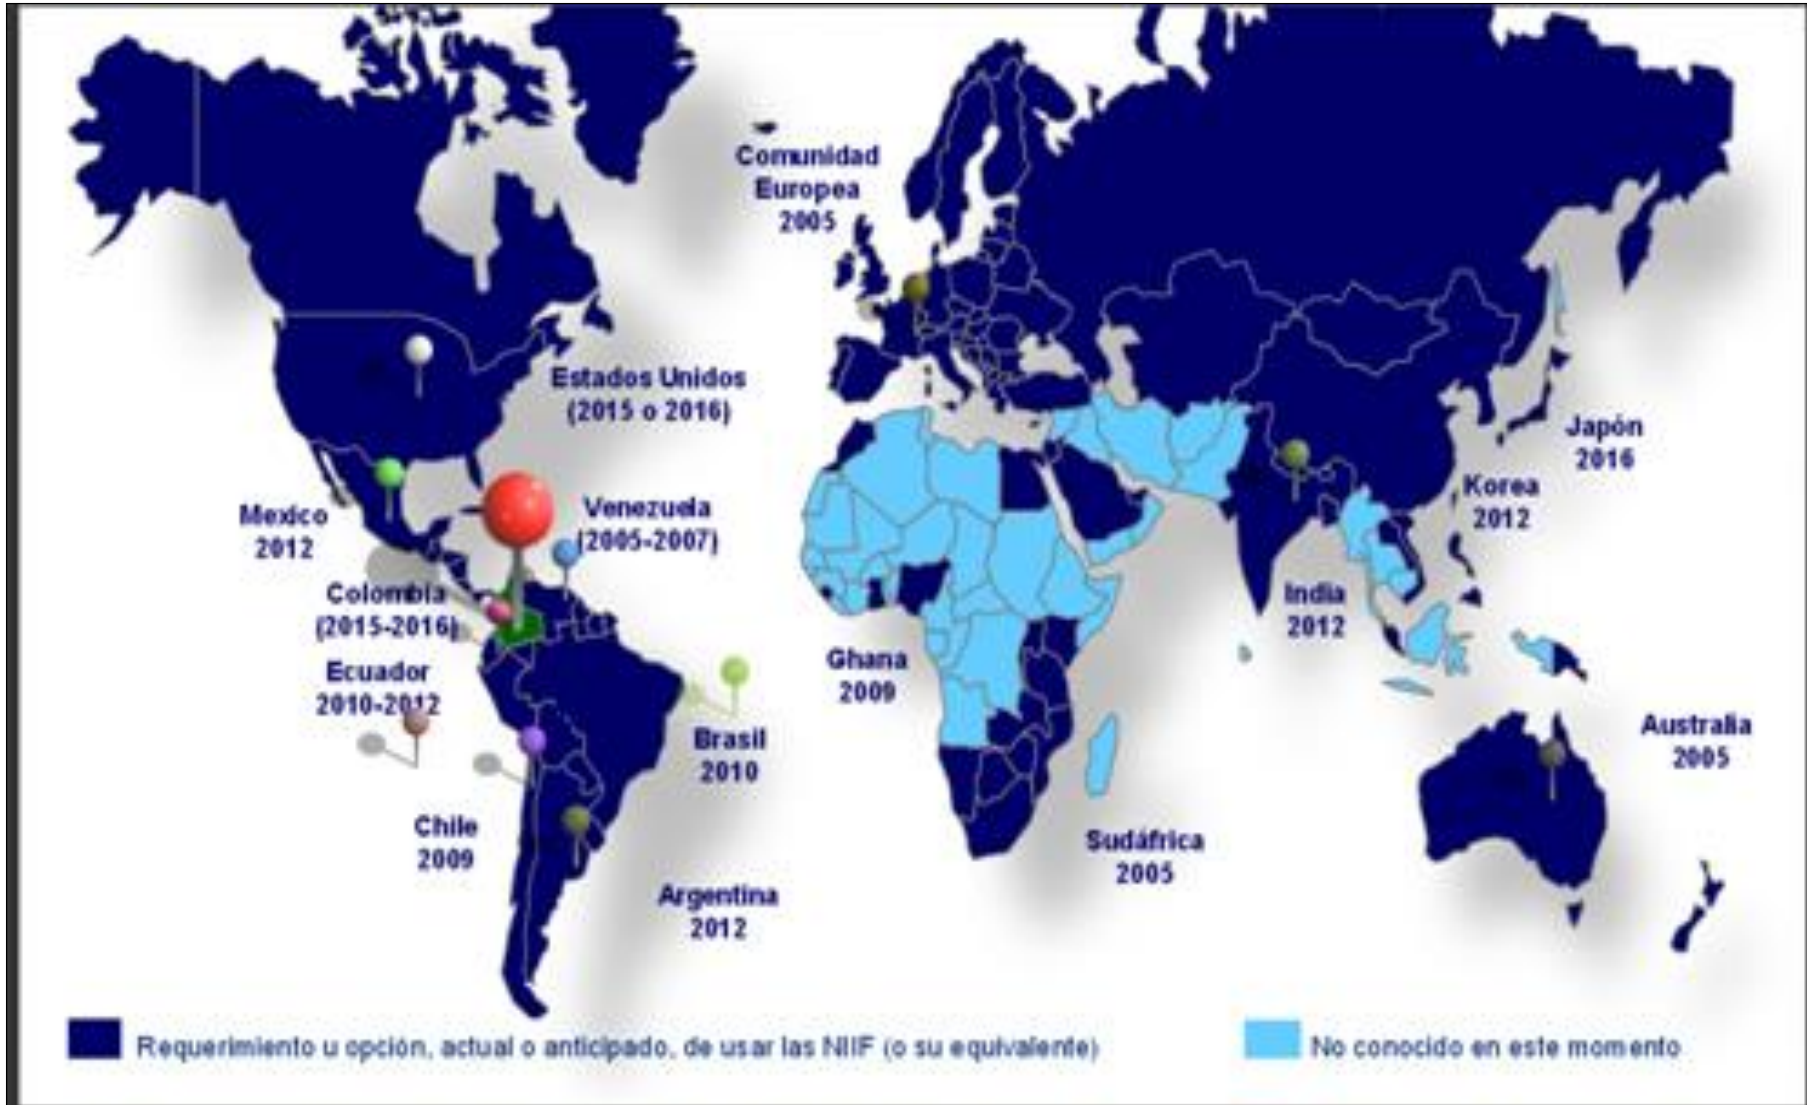 Comunidad
Europea
2005
Estados Unidos
(2015 o 2016)
Japón
2016
Mexico
2012
Venezuela
(2005-2007)
Korea
2012
Colombia
(2015-2016)
India
2012
Ecuador
2010-2012
Ghana
2009
Brasil
2010
Australia
2005
Chile
2009
Sudáfrica
2005
Argentina
2012
Requerimiento u opción, actual o anticipado, de usar las NIIF (o su equivalente)
No conocido en este momento